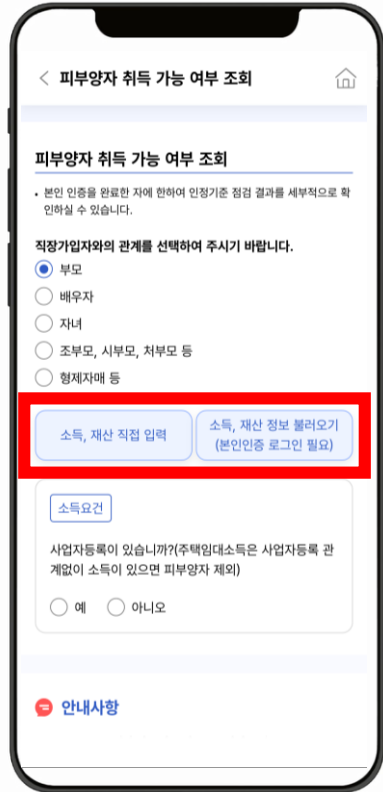 피부양자 취득 가능 여부 조회
피부양자 취득 가능 여부 조회
• 본인 인증을 완료한 자에 한하여 인정기준 점검 결과를 세부적으로 확
인하실 수 있습니다.
직장가입자와의 관계를 선택하여 주시기 바랍니다.
부모
배우자
자녀
조부모, 시부모, 처부모 등
형제자매 등
소득, 재산 직접 입력
소득, 재산 정보 불러오기
(본인인증 로그인 필요)
소득요건
사업자등록이 있습니까?(주택임대소득은 사업자등록 관
계없이 소득이 있으면 피부양자 제외)
예 아니오
안내사항